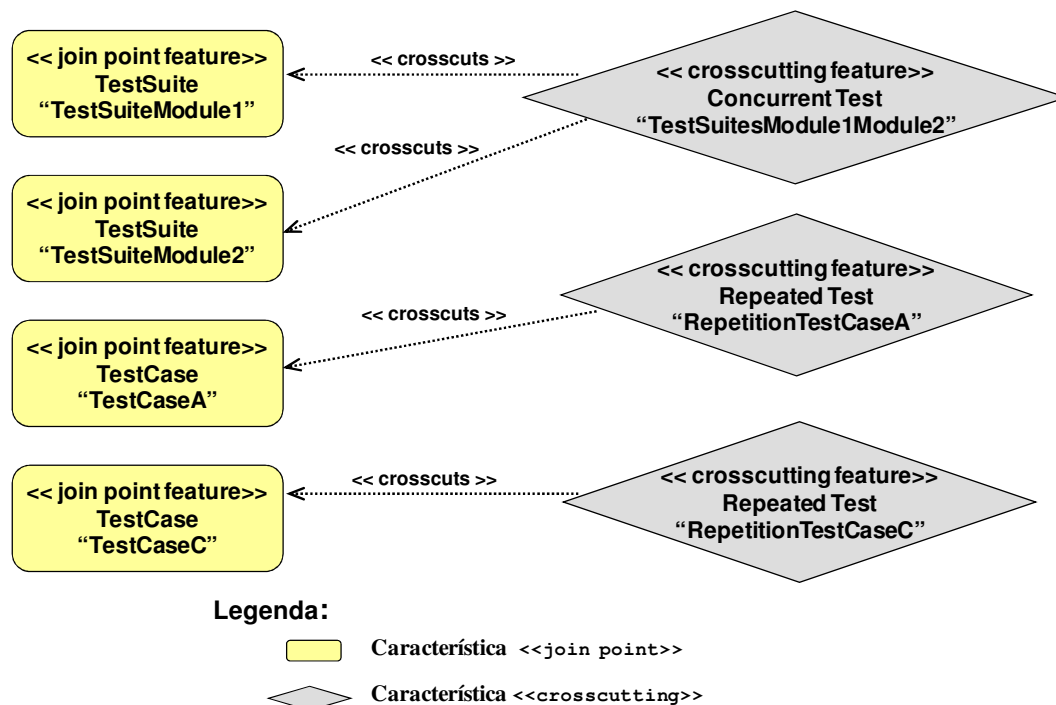 << join point feature>>
TestSuite
“TestSuiteModule1”
<< crosscuts >>
<< crosscutting feature>>
Concurrent Test
“TestSuitesModule1Module2”
<< crosscuts >>
<< join point feature>>
TestSuite
“TestSuiteModule2”
<< crosscutting feature>>
Repeated Test
“RepetitionTestCaseA”
<< crosscuts >>
<< join point feature>>
TestCase
“TestCaseA”
<< crosscuts >>
<< crosscutting feature>>
Repeated Test
“RepetitionTestCaseC”
<< join point feature>>
TestCase
“TestCaseC”
Legenda:
Característica <<join point>>
Característica <<crosscutting>>